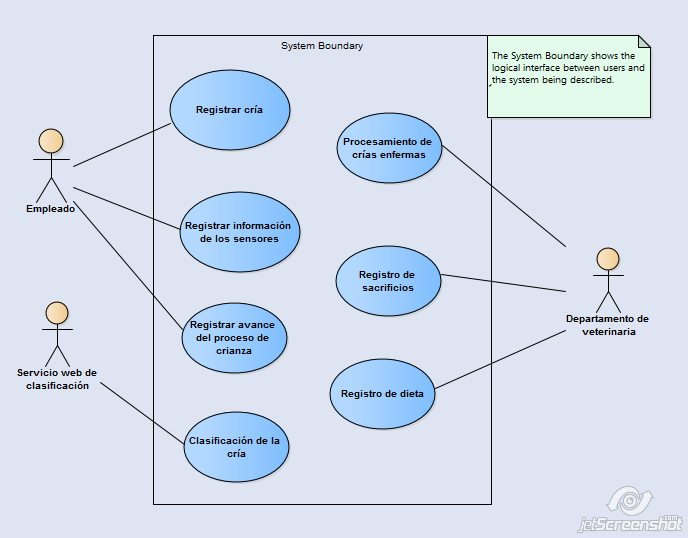 System Boundary
The System Boundary shows the
logical interface between users and
the system being described.
Registrar cría
Procesamiento de
crías enfermas
Empleado
Registrar información
de los sensores
Registro de
sacrificios
Departamento de
veterinaria
Registrar avance
del proceso de
crianza
Servicio web de
clasificación
Registro de dieta
Clasificación de la
cría
jetScreenshot
.com